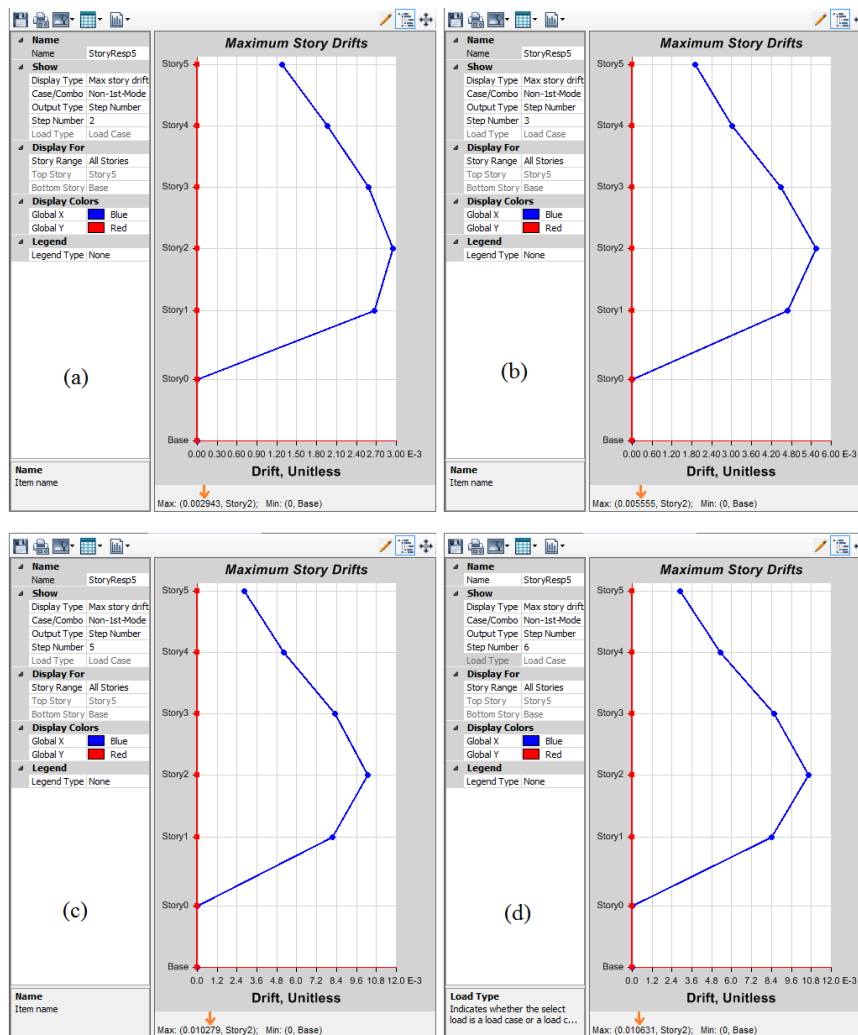 Name
Name StoryResp5
Show
Display Type Max story drift
Case/Combo Non-1st-Mode
Output Type Step Number
Step Number 2
Load Type Load Case
Display For
Story Range All Stories
Top Story Story5
Bottom Story Base
Display Colors
Global X Blue
Global Y Red
Legend
Legend Type None
(a)
Name
Item name
Maximum Story Drifts
Story5
Story4
Story3
Story2
Story1
Story0
Base
0.00 0.30 0.60 0.90 1.20 1.50 1.80 2.10 2.40 2.70 3.00 E-3
Drift, Unitless
Max: (0.002943, Story2); Min: (0, Base)
Name
Name StoryResp5
Show
Display Type Max story drift
Case/Combo Non-1st-Mode
Output Type Step Number
Step Number 3
Load Type Load Case
Display For
Story Range All Stories
Top Story Story5
Bottom Story Base
Display Colors
Global X Blue
Global Y Red
Legend
Legend Type None
(b)
Name
Item name
Maximum Story Drifts
Story5
Story4
Story3
Story2
Story1
Story0
Base
0.00 0.60 1.20 1.80 2.40 3.00 3.60 4.20 4.80 5.40 6.00 E-3
Drift, Unitless
Max: (0.005555, Story2); Min: (0, Base)
Name
Name StoryResp5
Show
Display Type Max story drift
Case/Combo Non-1st-Mode
Output Type Step Number
Step Number 5
Load Type Load Case
Display For
Story Range All Stories
Top Story Story5
Bottom Story Base
Display Colors
Global X Blue
Global Y Red
Legend
Legend Type None
(c)
Name
Item name
Maximum Story Drifts
Story5
Story4
Story3
Story2
Story1
Story0
Base
0.0 1.2 2.4 3.6 4.8 6.0 7.2 8.4 9.6 10.8 12.0 E-3
Drift, Unitless
Max: (0.010279, Story2); Min: (0, Base)
Name
Name StoryResp5
Show
Display Type Max story drift
Case/Combo Non-1st-Mode
Output Type Step Number
Step Number 6
Load Type Load Case
Display For
Story Range All Stories
Top Story Story5
Bottom Story Base
Display Colors
Global X Blue
Global Y Red
Legend
Legend Type None
(d)
Load Type
Indicates whether the select
load is a load case or a load c...
Maximum Story Drifts
Story5
Story4
Story3
Story2
Story1
Story0
Base
0.0 1.2 2.4 3.6 4.8 6.0 7.2 8.4 9.6 10.8 12.0 E-3
Drift, Unitless
Max: (0.010631, Story2); Min: (0, Base)